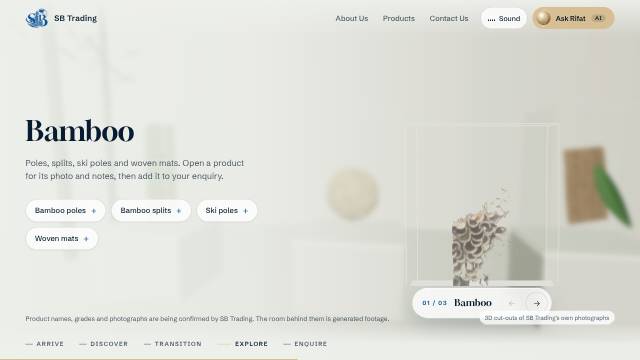 SB
SB Trading
About Us
Products
Contact Us
Sound
Ask Rifat
AI
Bamboo
Poles, splits, ski poles and woven mats. Open a product
for its photo and notes, then add it to your enquiry.
Bamboo poles +
Bamboo splits +
Ski poles +
Woven mats +
01 / 03 Bamboo ← →
3D cut-outs of SB Trading's own photographs
Product names, grades and photographs are being confirmed by SB Trading. The room behind them is generated footage.
ARRIVE
DISCOVER
TRANSITION
EXPLORE
ENQUIRE